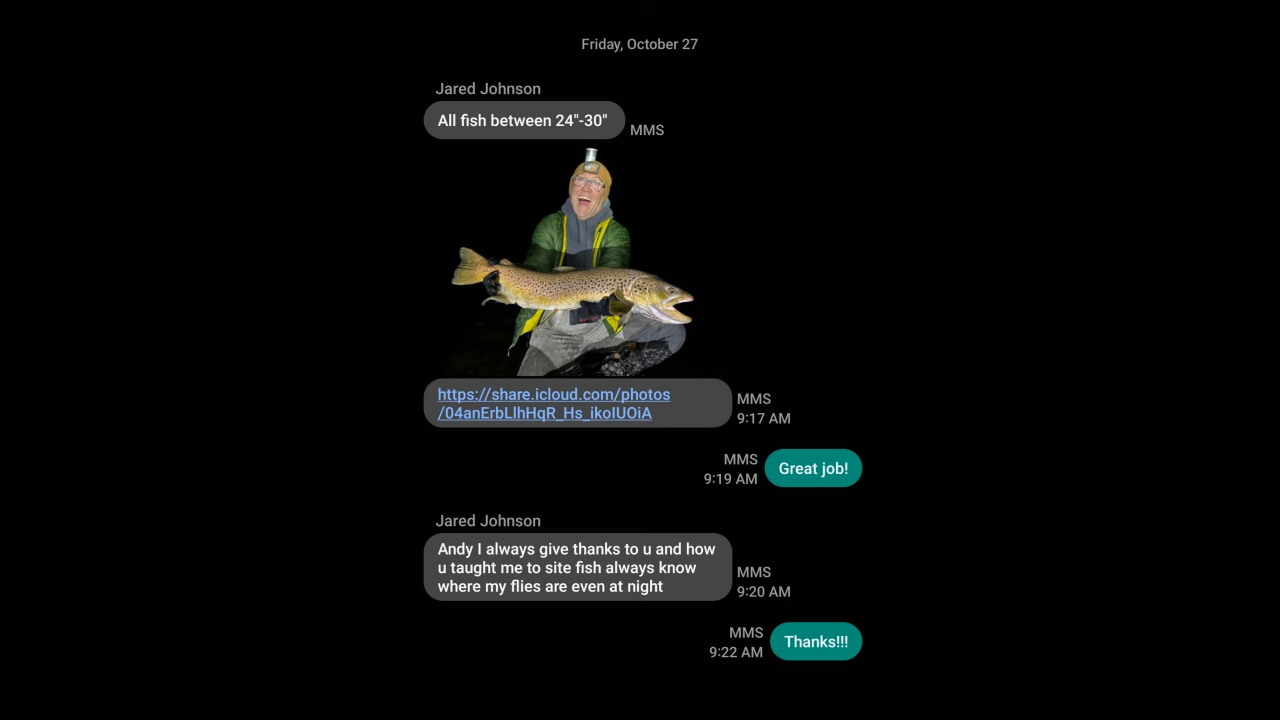 Friday, October 27
Jared Johnson
All fish between 24"-30"
MMS
https://share.icloud.com/photos
/04anErbLlhHqR_Hs_ikoIUOiA
MMS
9:17 AM
MMS
9:19 AM
Great job!
Jared Johnson
Andy I always give thanks to u and how
u taught me to site fish always know
where my flies are even at night
MMS
9:20 AM
MMS
9:22 AM
Thanks!!!